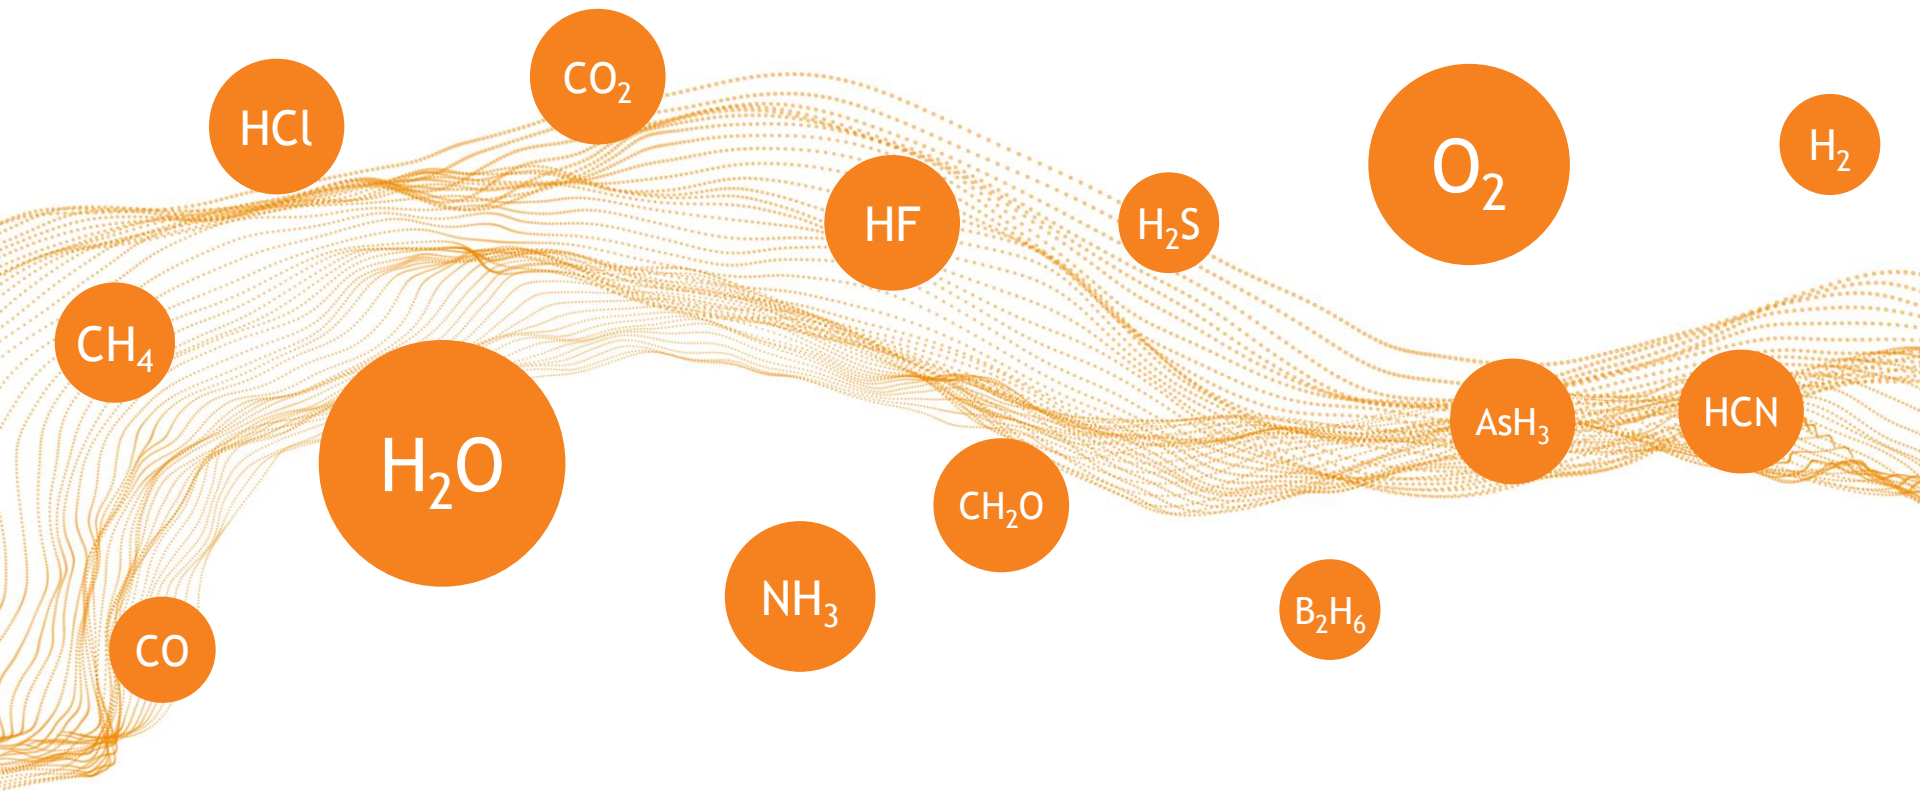 CO₂
HCl
O₂
H₂
HF
H₂S
CH₄
H₂O
AsH₃
HCN
CH₂O
NH₃
B₂H₆
CO